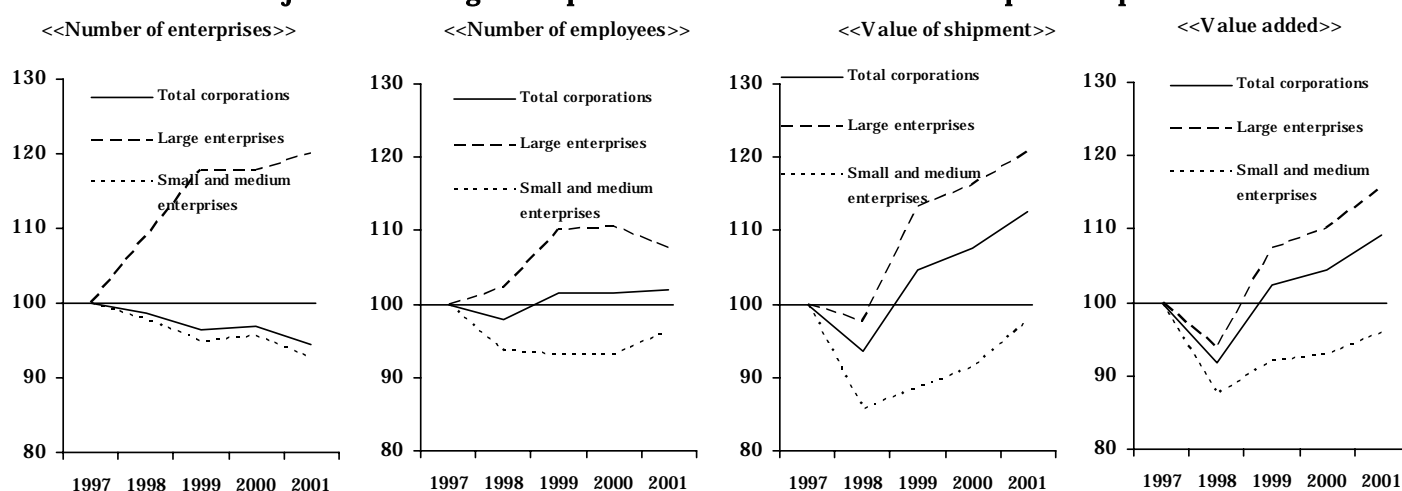 <<Number of enterprises>>
130
120
110
100
90
80
Total corporations
Large enterprises
Small and medium
enterprises
1997 1998 1999 2000 2001
<<Number of employees>>
130
120
110
100
90
80
Total corporations
Large enterprises
Small and medium
enterprises
1997 1998 1999 2000 2001
<<Value of shipment>>
130
120
110
100
90
80
Total corporations
Large enterprises
Small and medium
enterprises
1997 1998 1999 2000 2001
<<Value added>>
130
120
110
100
90
80
Total corporations
Large enterprises
Small and medium
enterprises
1997 1998 1999 2000 2001